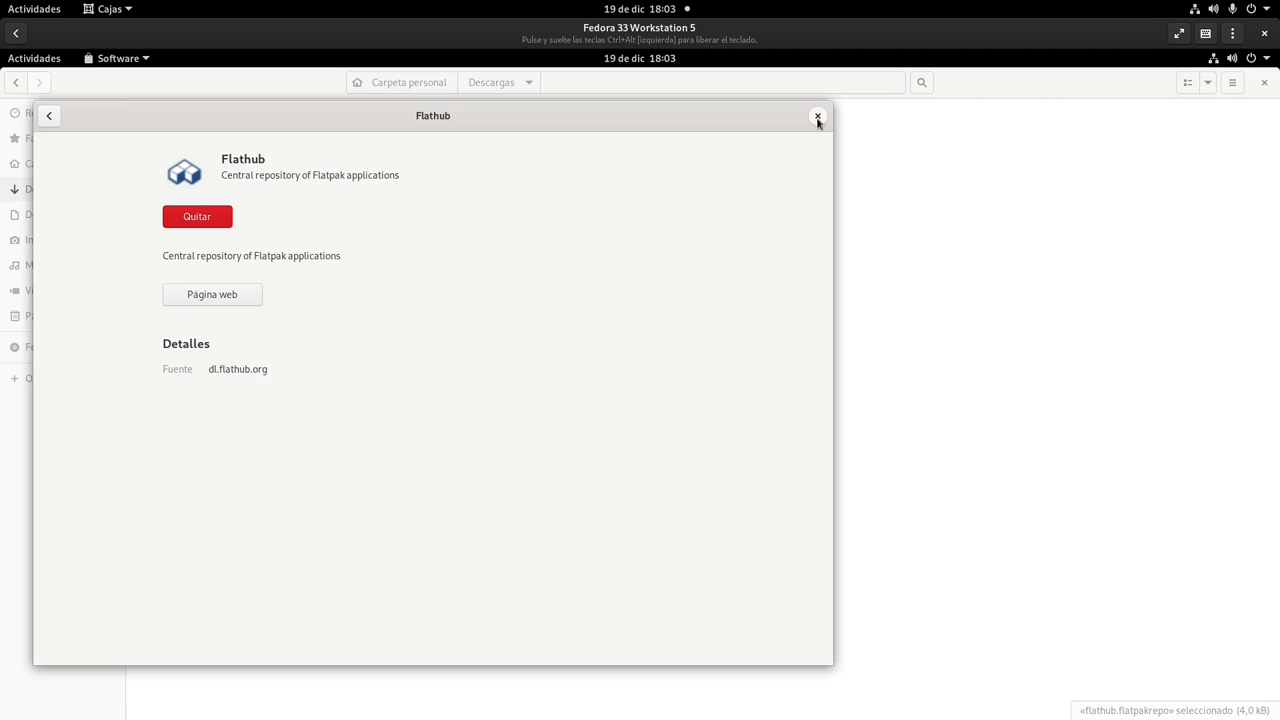 Actividades Cajas 19 de dic 18:03
Fedora 33 Workstation 5
Pulse y suelte las teclas Ctrl+Alt [izquierda] para liberar el teclado.
Actividades Software 19 de dic 18:03
Carpeta personal Descargas
Flathub
Flathub
Central repository of Flatpak applications
Quitar
Central repository of Flatpak applications
Página web
Detalles
Fuente dl.flathub.org
«flathub.flatpakrepo» seleccionado (4,0 kB)